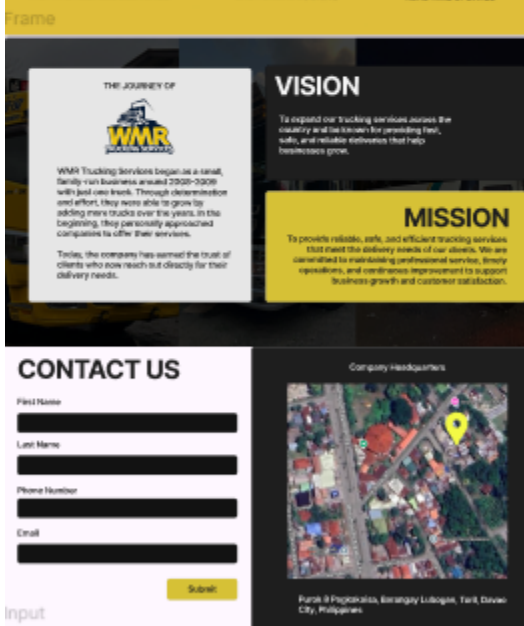 Frame
THE JOURNEY OF
WMR
TRUCKING SERVICES
WMR Trucking Services began as a small,
family-run business around 2008-2009
with just one truck. Through determination
and effort, they were able to grow by
adding more trucks over the years. In the
beginning, they personally approached
companies to offer their services.
Today, the company has earned the trust of
clients who now reach out directly for their
delivery needs.
VISION
To expand our trucking services across the
country and be known for providing fast,
safe, and reliable deliveries that help
businesses grow.
MISSION
To provide reliable, safe, and efficient trucking services
that meet the delivery needs of our clients. We are
committed to maintaining professional service, timely
operations, and continuous improvement to support
business growth and customer satisfaction.
CONTACT US
First Name
Last Name
Phone Number
Email
Submit
Input
Company Headquarters
Purok 8 Pagkakaisa, Barangay Lubogan, Toril, Davao
City, Philippines